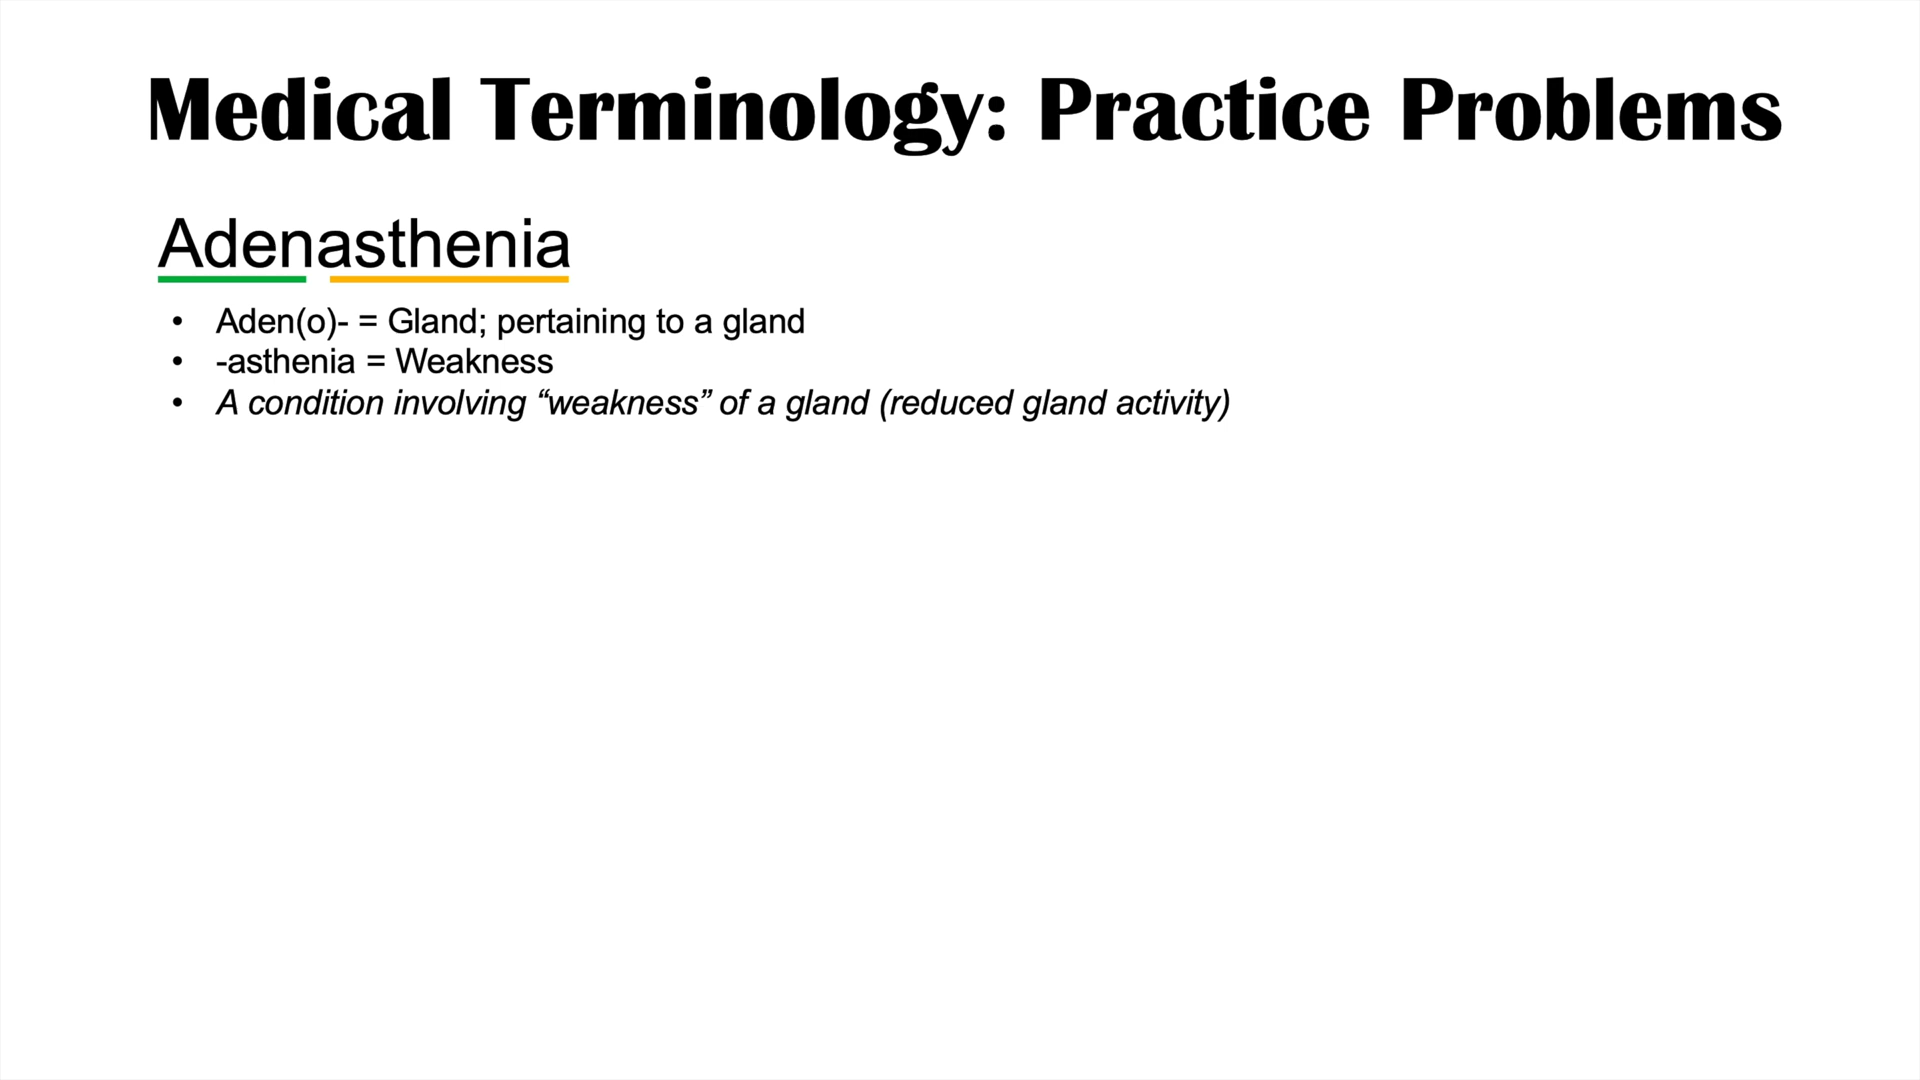 Medical Terminology: Practice Problems
Adenasthenia
• Aden(o)- = Gland; pertaining to a gland
• -asthenia = Weakness
• A condition involving “weakness” of a gland (reduced gland activity)